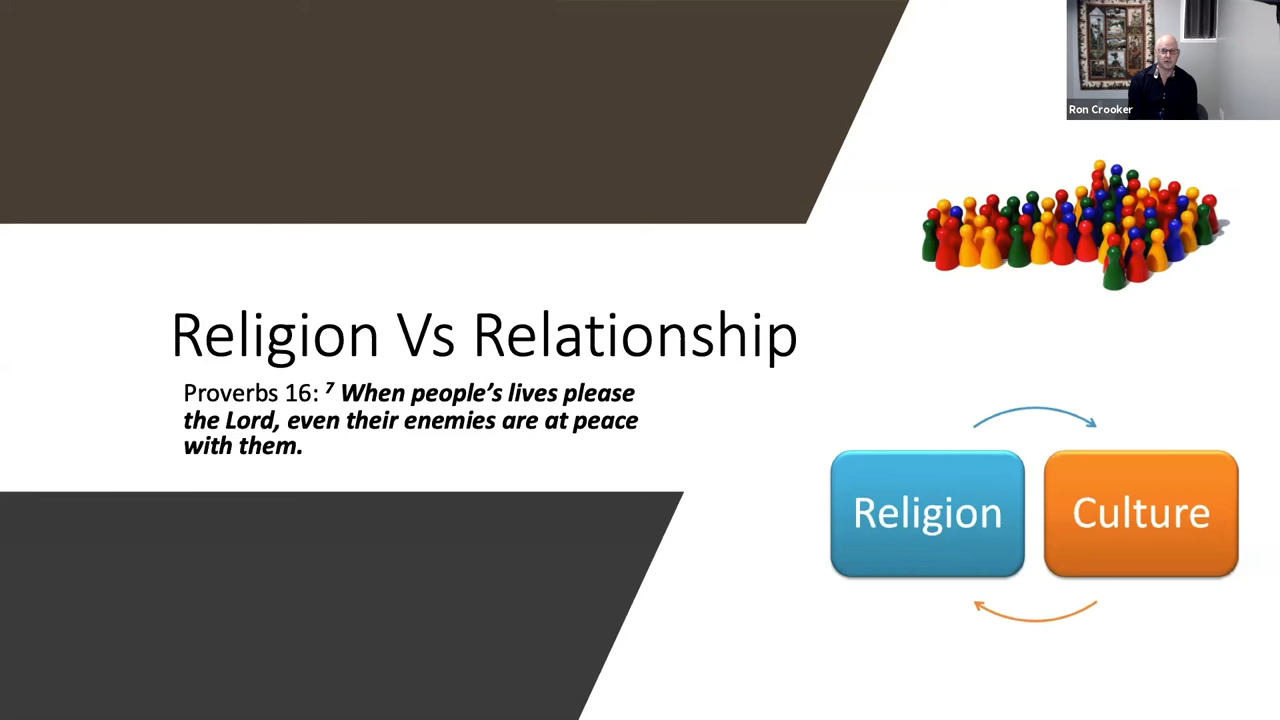 Ron Crooker
Religion Vs Relationship
Proverbs 16: ⁷ When people’s lives please
the Lord, even their enemies are at peace
with them.
Religion
Culture